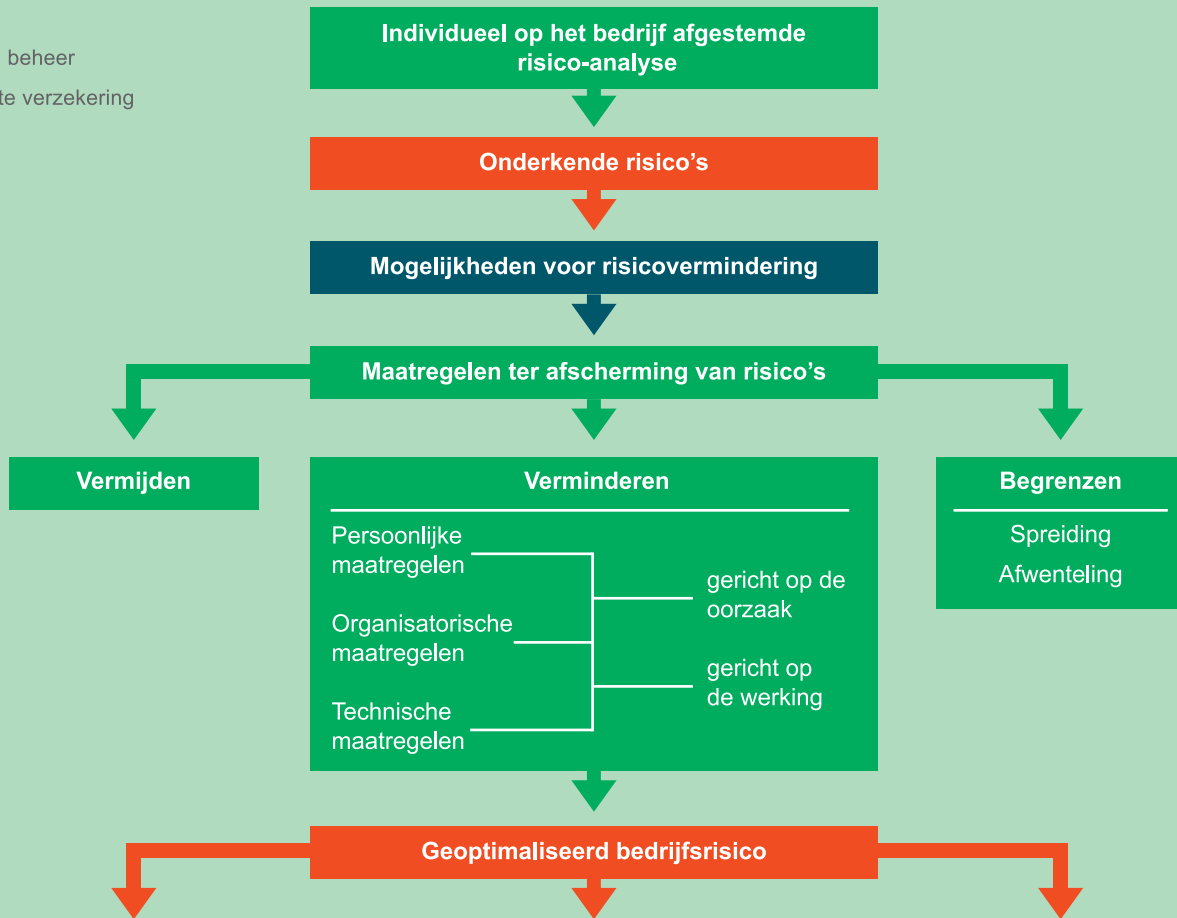 beheer
te verzekering
Individueel op het bedrijf afgestemde
risico-analyse
Onderkende risico’s
Mogelijkheden voor risicovermindering
Maatregelen ter afscherming van risico’s
Vermijden
Verminderen
Persoonlijke
maatregelen
Organisatorische
maatregelen
Technische
maatregelen
gericht op de
oorzaak
gericht op
de werking
Begrenzen
Spreiding
Afwenteling
Geoptimaliseerd bedrijfsrisico